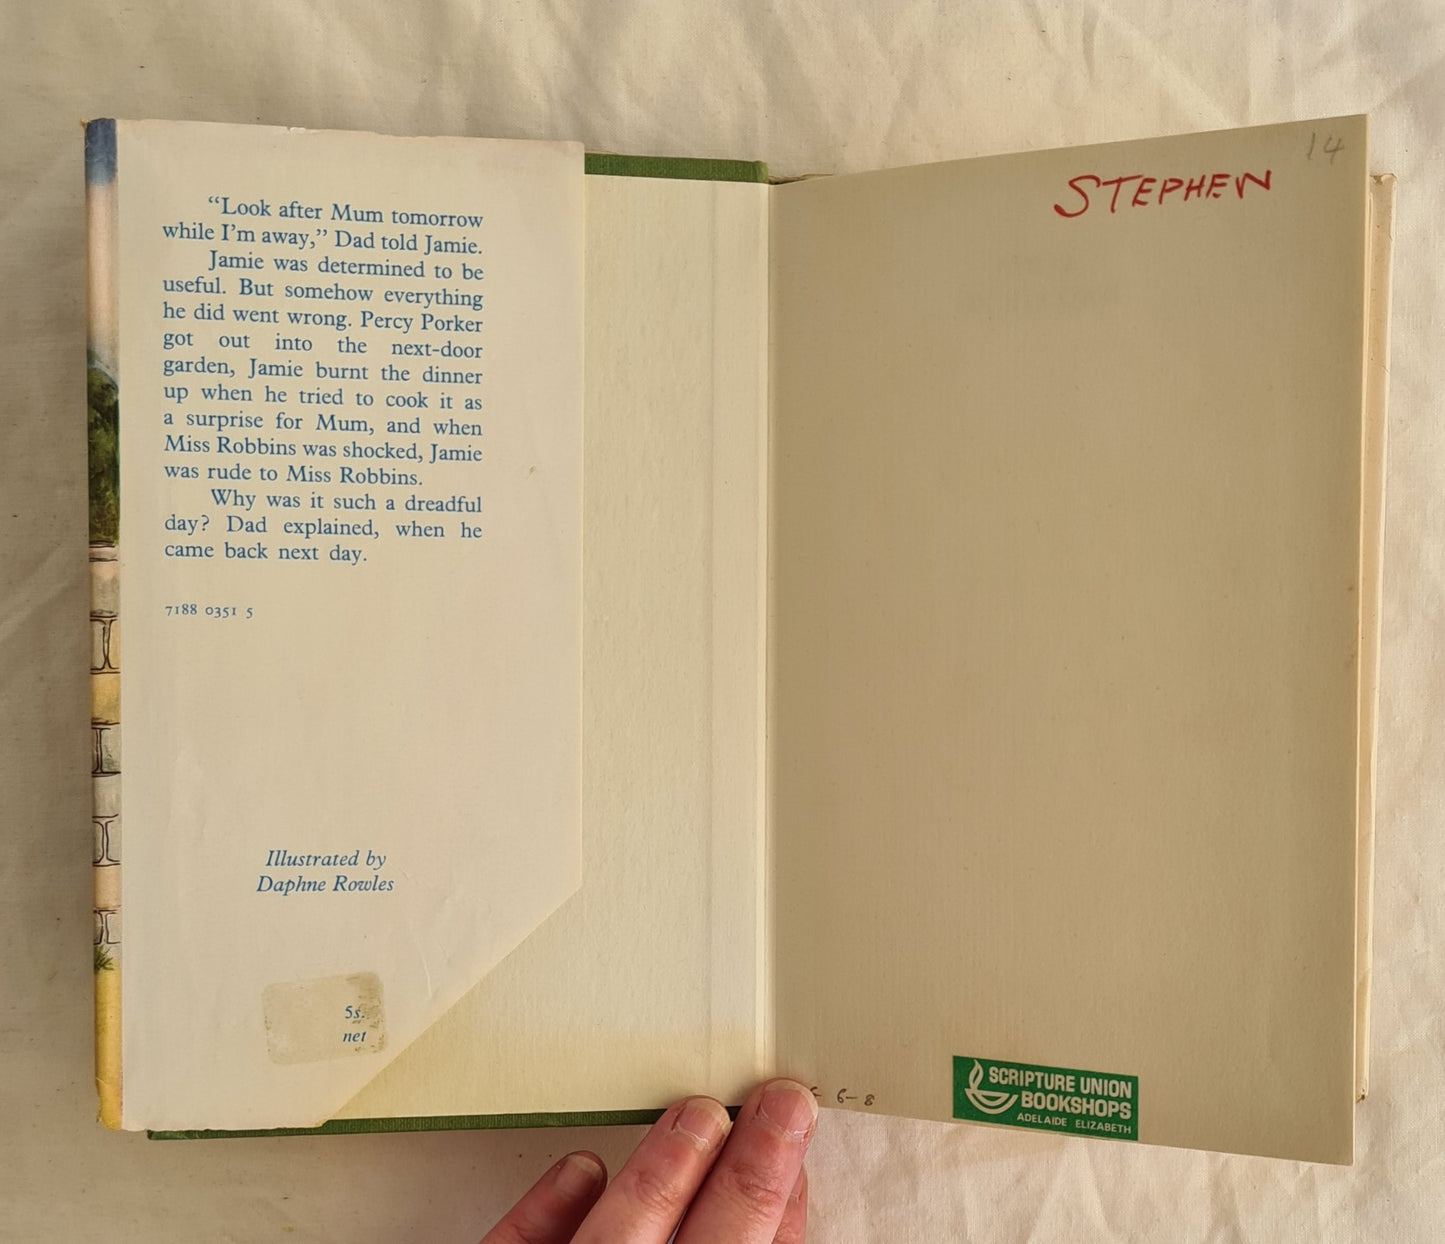 “Look after Mum tomorrow
while I’m away,” Dad told Jamie.
Jamie was determined to be
useful. But somehow everything
he did went wrong. Percy Porker
got out into the next-door
garden, Jamie burnt the dinner
up when he tried to cook it as
a surprise for Mum, and when
Miss Robbins was shocked, Jamie
was rude to Miss Robbins.
Why was it such a dreadful
day? Dad explained, when he
came back next day.
7188 0351 5
Illustrated by
Daphne Rowles
5s.
net
14
STEPHEN
6-8
SCRIPTURE UNION
BOOKSHOPS
ADELAIDE ELIZABETH